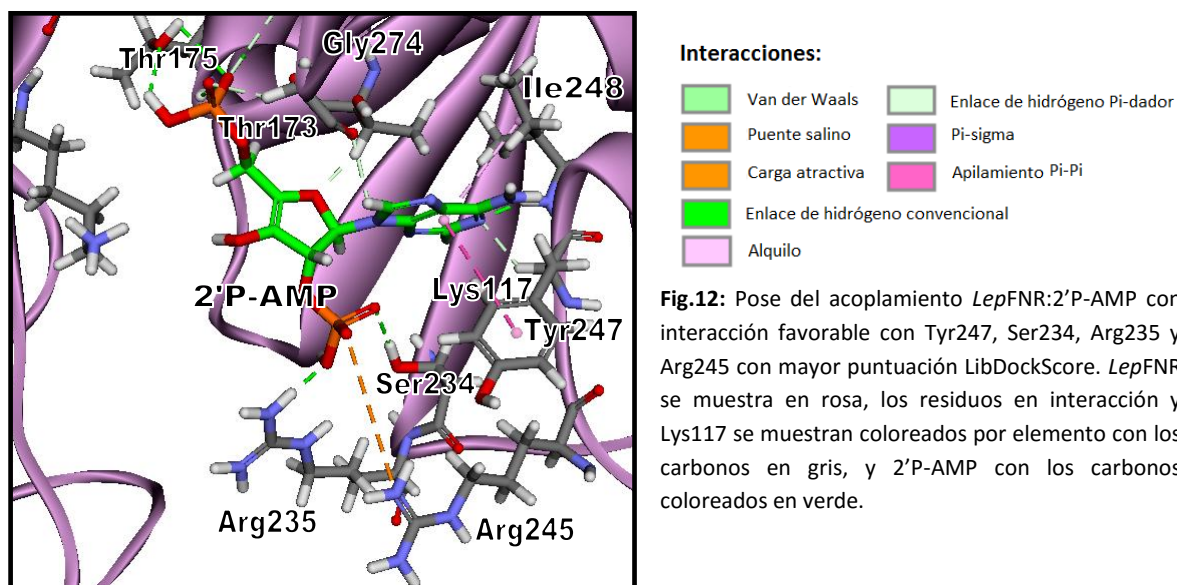 Thr175
Gly274
Ile248
Thr173
Lys117
2'P-AMP
Tyr247
Ser234
Arg235
Arg245
Interacciones:
Van der Waals
Enlace de hidrógeno Pi-dador
Puente salino
Pi-sigma
Carga atractiva
Apilamiento Pi-Pi
Enlace de hidrógeno convencional
Alquilo
Fig.12: Pose del acoplamiento LepFNR:2’P-AMP con
interacción favorable con Tyr247, Ser234, Arg235 y
Arg245 con mayor puntuación LibDockScore. LepFNR
se muestra en rosa, los residuos en interacción y
Lys117 se muestran coloreados por elemento con los
carbonos en gris, y 2’P-AMP con los carbonos
coloreados en verde.